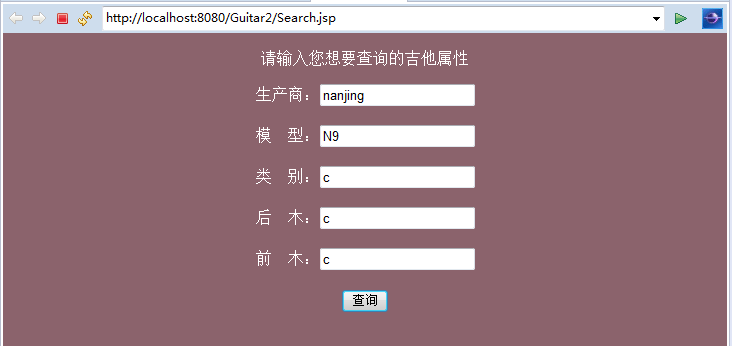 http://localhost:8080/Guitar2/Search.jsp
请输入您想要查询的吉他属性
生产商：nanjing
模　型：N9
类　别：c
后　木：c
前　木：c
查询